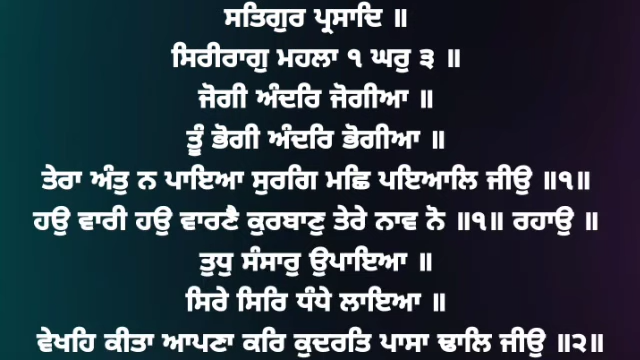 ਸਤਿਗੁਰ ਪ੍ਰਸਾਦਿ ॥
ਸਿਰੀਰਾਗੁ ਮਹਲਾ ੧ ਘਰੁ ੩ ॥
ਜੋਗੀ ਅੰਦਰਿ ਜੋਗੀਆ ॥
ਤੂੰ ਭੋਗੀ ਅੰਦਰਿ ਭੋਗੀਆ ॥
ਤੇਰਾ ਅੰਤੁ ਨ ਪਾਇਆ ਸੁਰਗਿ ਮਛਿ ਪਇਆਲਿ ਜੀਉ ॥੧॥
ਹਉ ਵਾਰੀ ਹਉ ਵਾਰਣੈ ਕੁਰਬਾਣੁ ਤੇਰੇ ਨਾਵ ਨੋ ॥੧॥ ਰਹਾਉ ॥
ਤੁਧੁ ਸੰਸਾਰੁ ਉਪਾਇਆ ॥
ਸਿਰੇ ਸਿਰਿ ਧੰਧੇ ਲਾਇਆ ॥
ਵੇਖਹਿ ਕੀਤਾ ਆਪਣਾ ਕਰਿ ਕੁਦਰਤਿ ਪਾਸਾ ਢਾਲਿ ਜੀਉ ॥੨॥